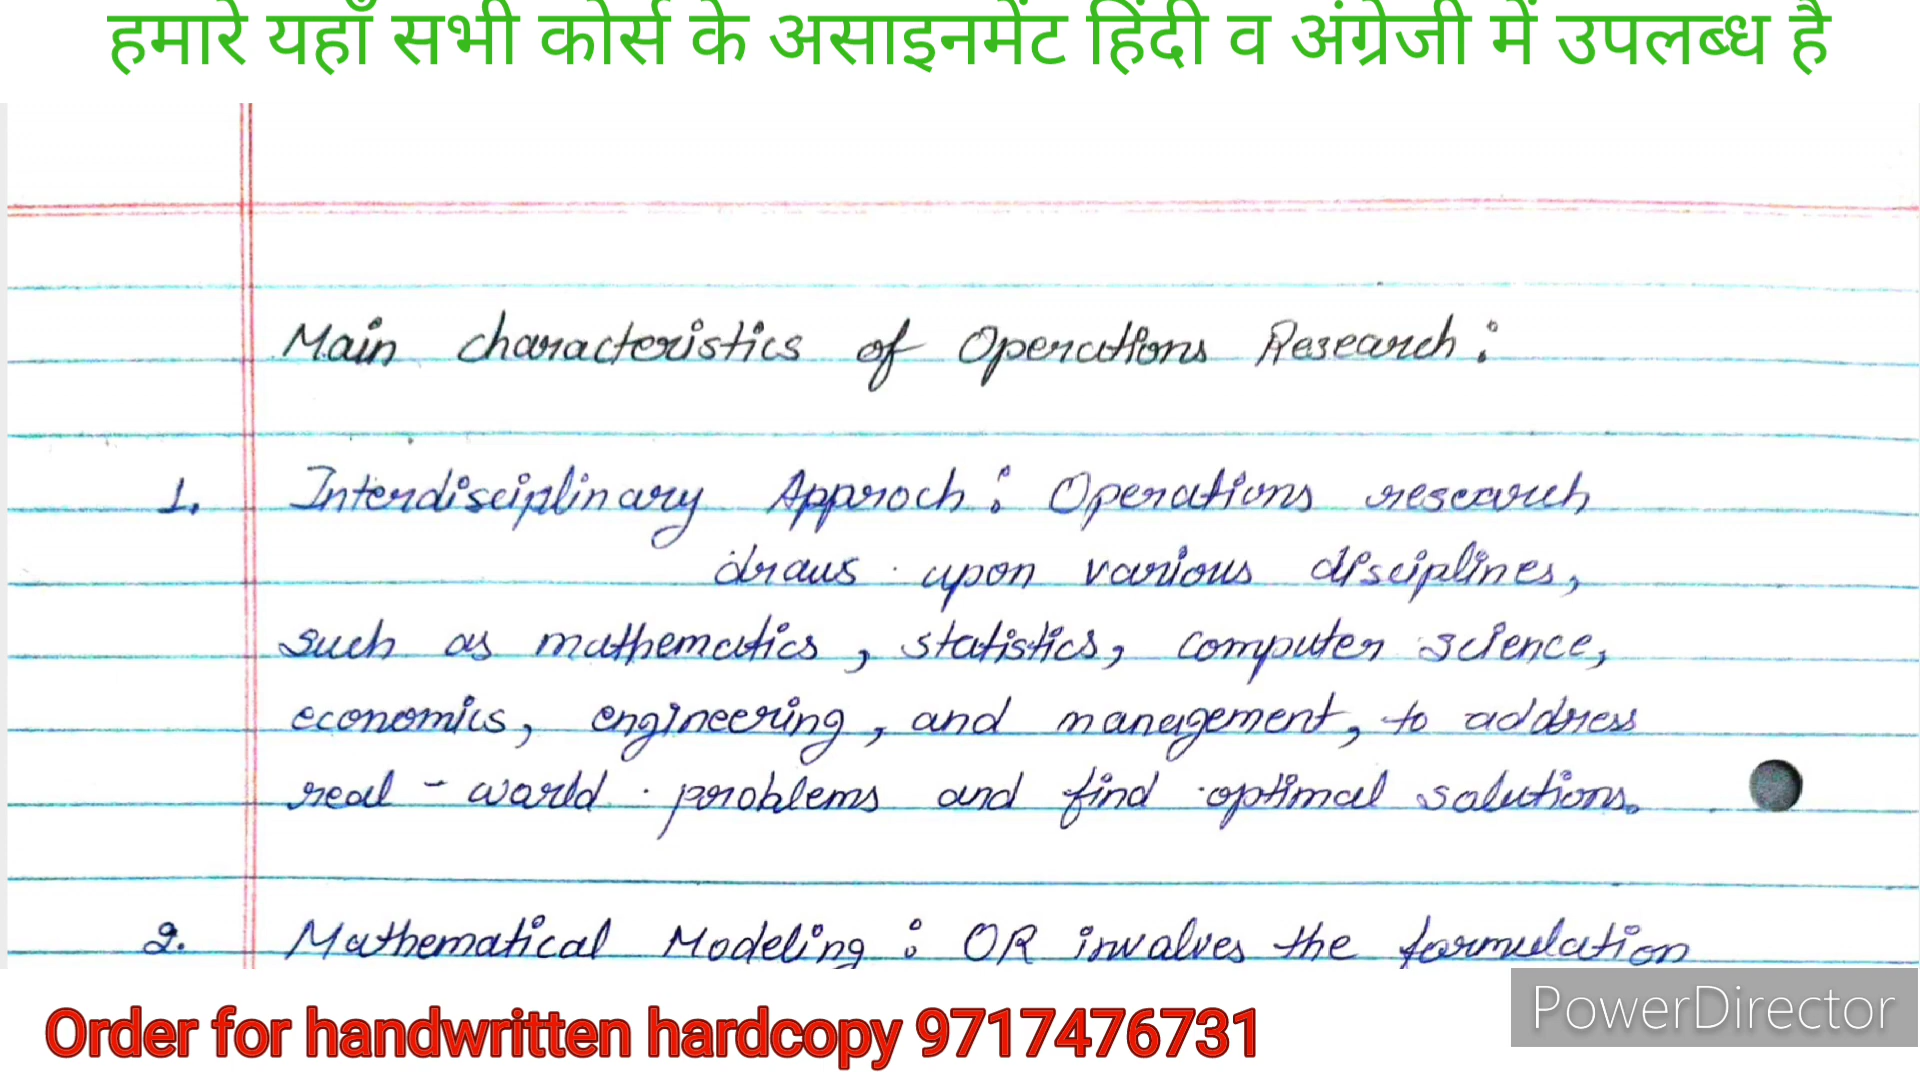 हमारे यहाँ सभी कोर्स के असाइनमेंट हिंदी व अंग्रेजी में उपलब्ध है
Main characteristics of Operations Research:
1. Interdisciplinary Approch: Operations research
draws upon various disciplines,
such as mathematics, statistics, computer science,
economics, engineering, and management, to address
real - world problems and find optimal solutions.
2. Mathematical Modeling: OR involves the formulation
PowerDirector
Order for handwritten hardcopy 9717476731